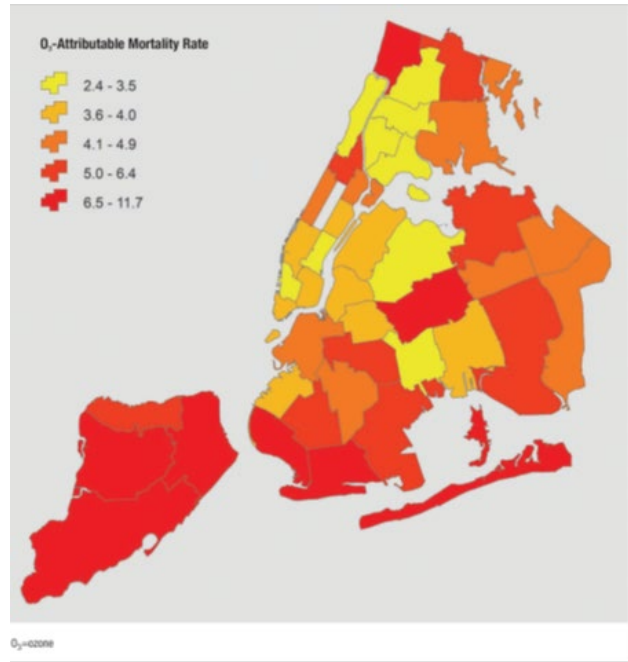 O₃-Attributable Mortality Rate
2.4 - 3.5
3.6 - 4.0
4.1 - 4.9
5.0 - 6.4
6.5 - 11.7
O₃=ozone